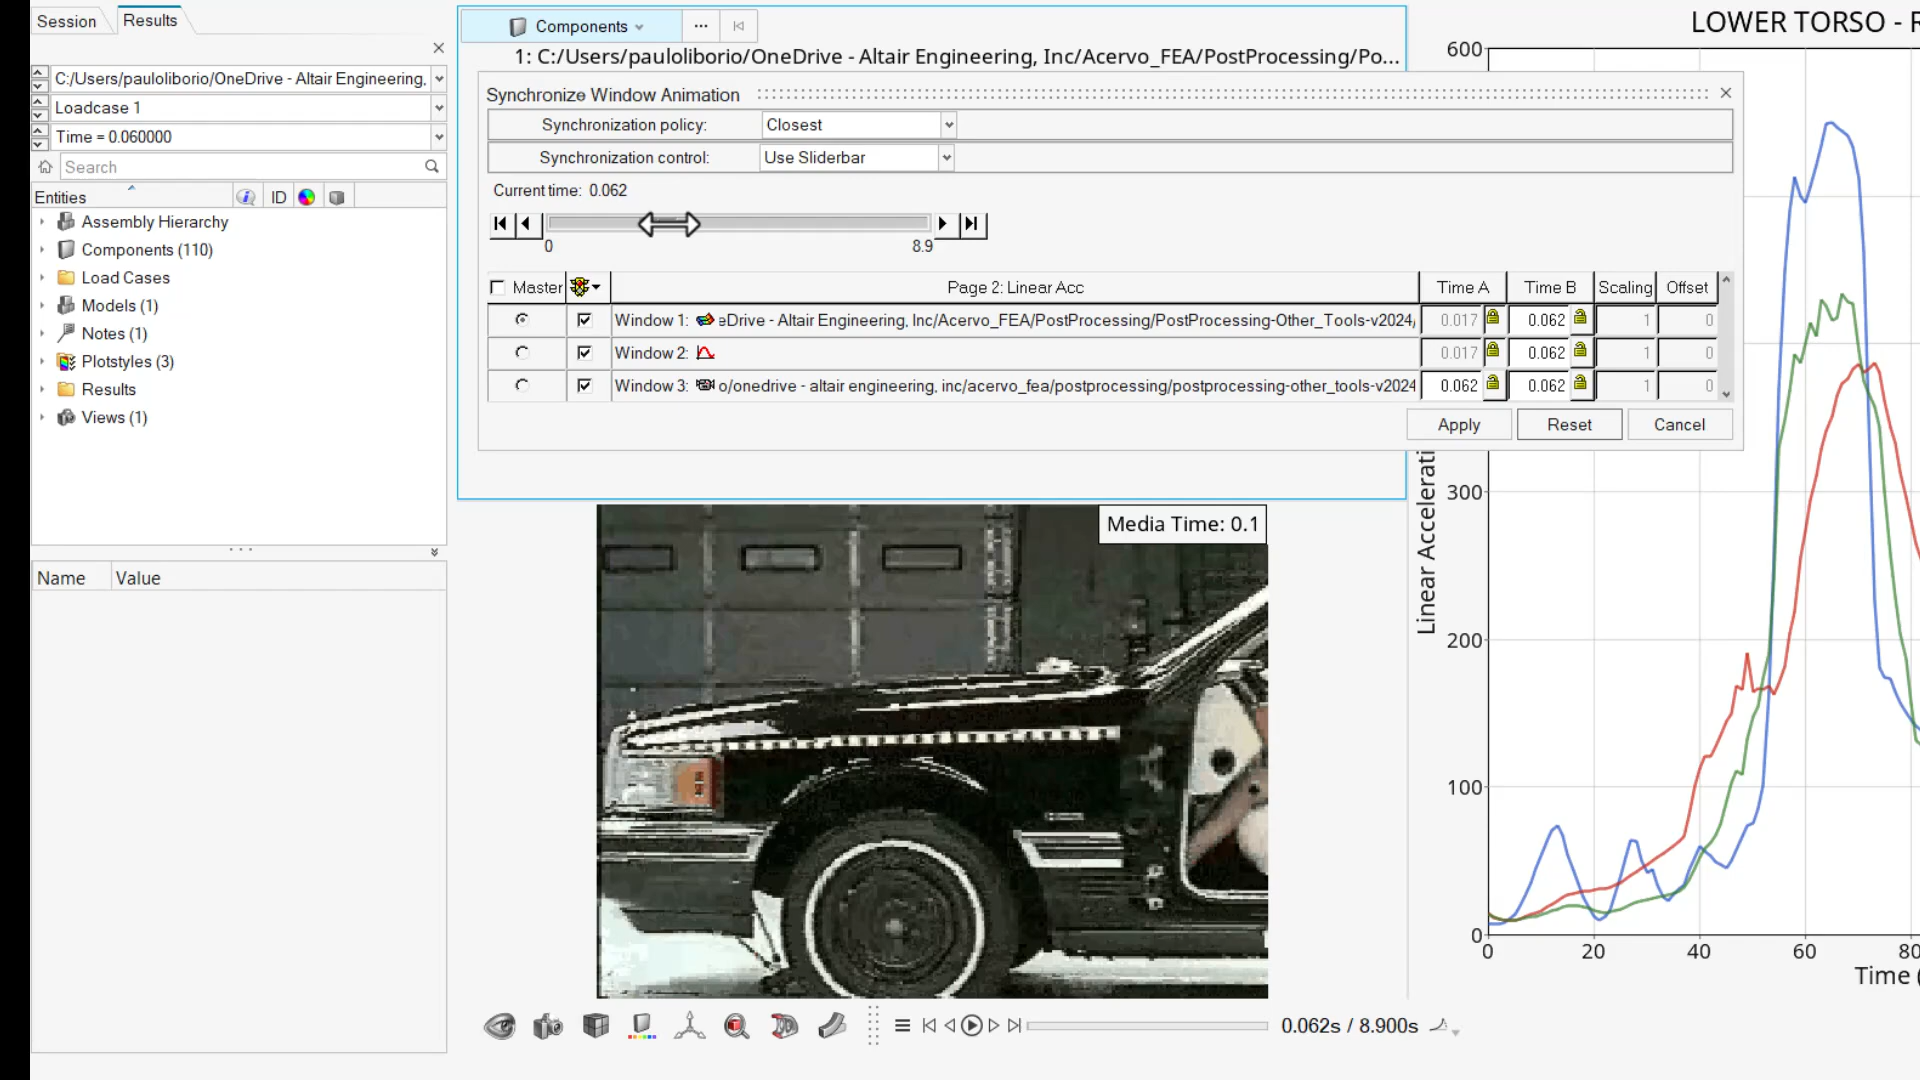 Session
Results
C:/Users/pauloliborio/OneDrive - Altair Engineering,
Loadcase 1
Time = 0.060000
Search
Entities
ID
Assembly Hierarchy
Components (110)
Load Cases
Models (1)
Notes (1)
Plotstyles (3)
Results
Views (1)
Name
Value
Components
1: C:/Users/pauloliborio/OneDrive - Altair Engineering, Inc/Acervo_FEA/PostProcessing/Po...
Synchronize Window Animation
Synchronization policy: Closest
Synchronization control: Use Sliderbar
Current time: 0.062
0
8.9
Master
Page 2: Linear Acc
Time A
Time B
Scaling
Offset
Window 1: eDrive - Altair Engineering, Inc/Acervo_FEA/PostProcessing/PostProcessing-Other_Tools-v2024/ 0.017 0.062 1 0
Window 2: 0.017 0.062 1 0
Window 3: o/onedrive - altair engineering, inc/acervo_fea/postprocessing/postprocessing-other_tools-v2024 0.062 0.062 1 0
Apply
Reset
Cancel
Media Time: 0.1
0.062s / 8.900s
LOWER TORSO - R
600
300
200
100
0
Linear Accelerati
0
20
40
60
80
Time (